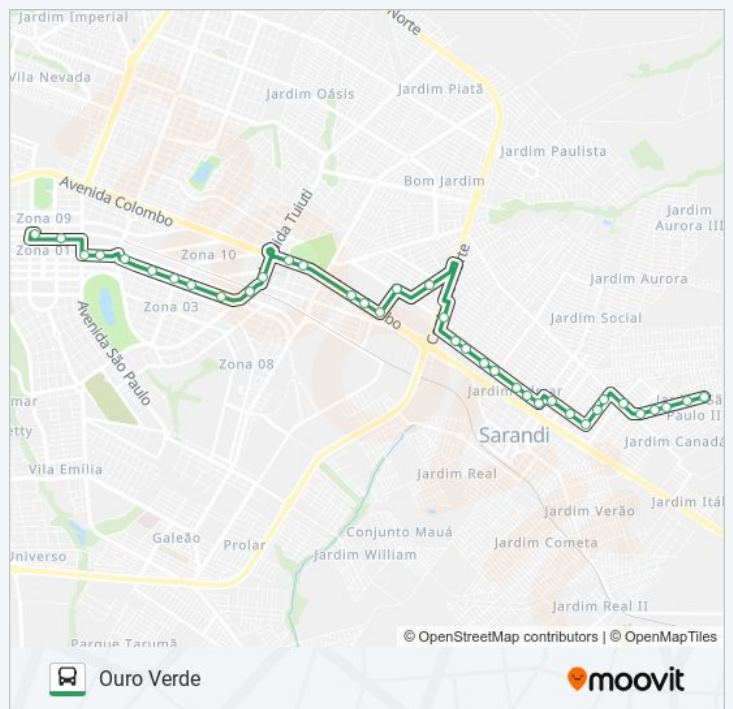 Norte
Jardim Imperial
Vila Nevada
Jardim Oásis
Jardim Piatã
Jardim Paulista
Bom Jardim
Avenida Colombo
Zona 09
Jardim
Aurora III
Zona 01
Zona 10
Jardim Aurora
Zona 03
Jardim Social
Avenida São Paulo
Zona 08
Paulo II
Sarandi
Jardim Canadá
Vila Emília
Jardim Real
Jardim Verão
Galeão
Prolar
Conjunto Mauá
Jardim Cometa
Universo
Jardim William
Jardim Real II
Parque Tarumã
© OpenStreetMap contributors | © OpenMapTiles
Ouro Verde
moovit